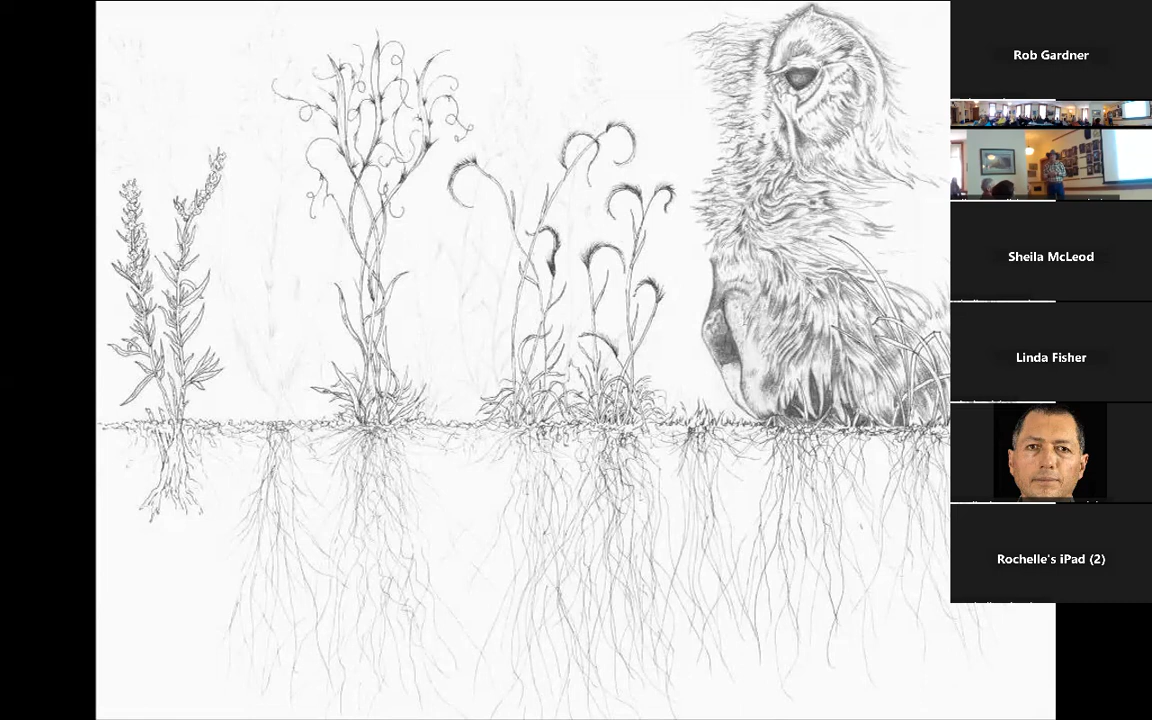 Rob Gardner
Sheila McLeod
Linda Fisher
Rochelle's iPad (2)